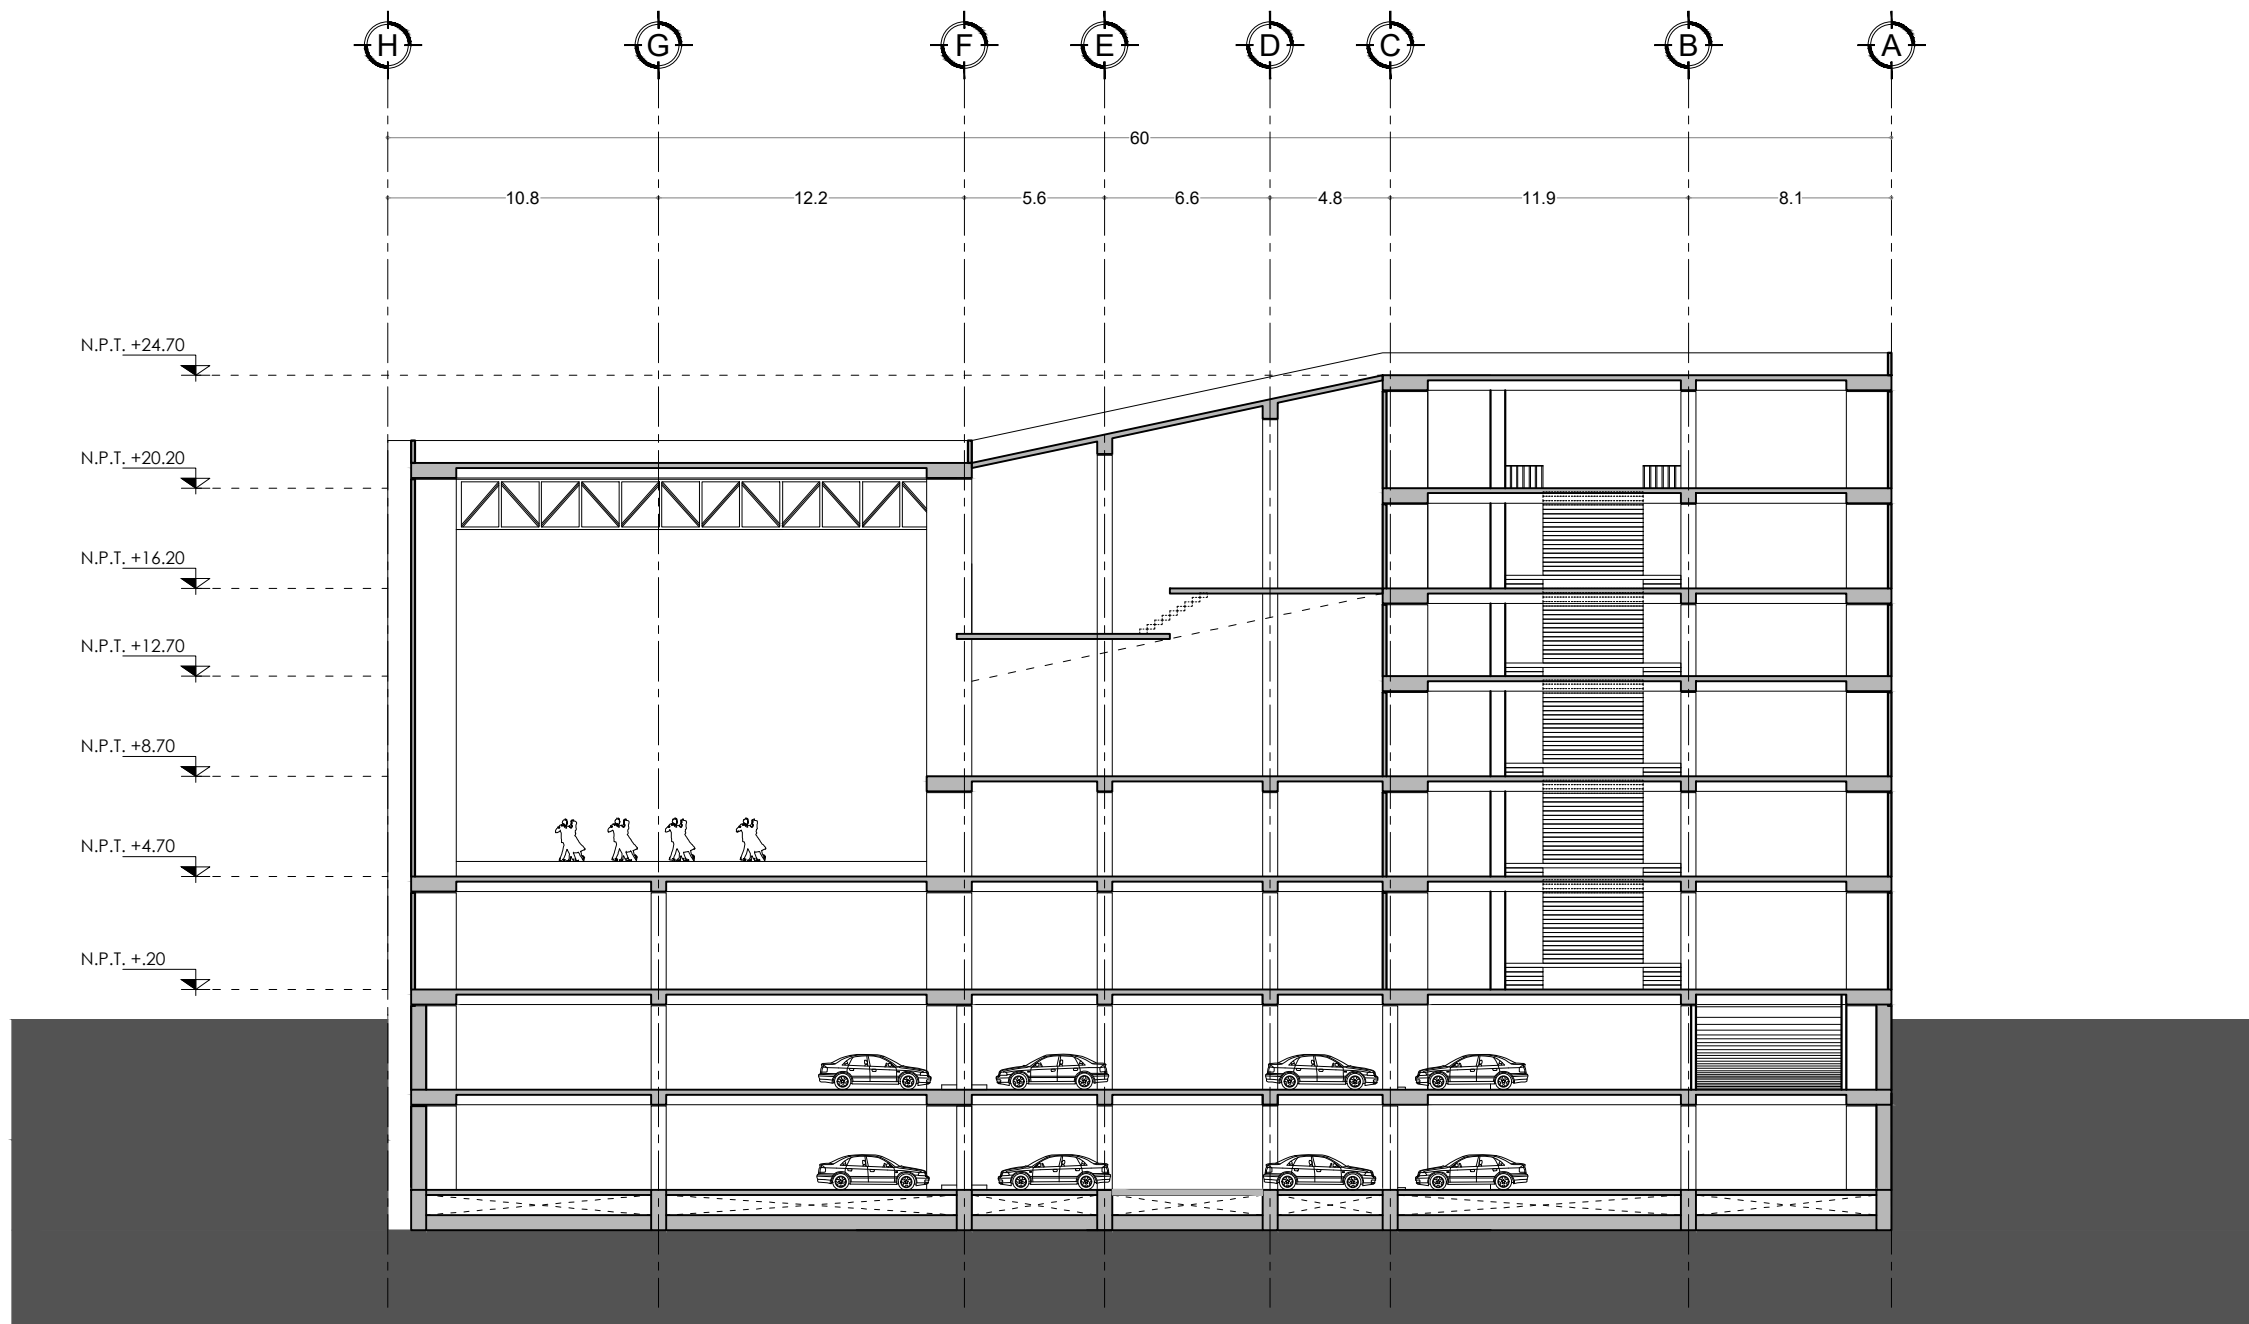 H G F E D C B A
60
10.8 12.2 5.6 6.6 4.8 11.9 8.1
N.P.T. +24.70
N.P.T. +20.20
N.P.T. +16.20
N.P.T. +12.70
N.P.T. +8.70
N.P.T. +4.70
N.P.T. +.20